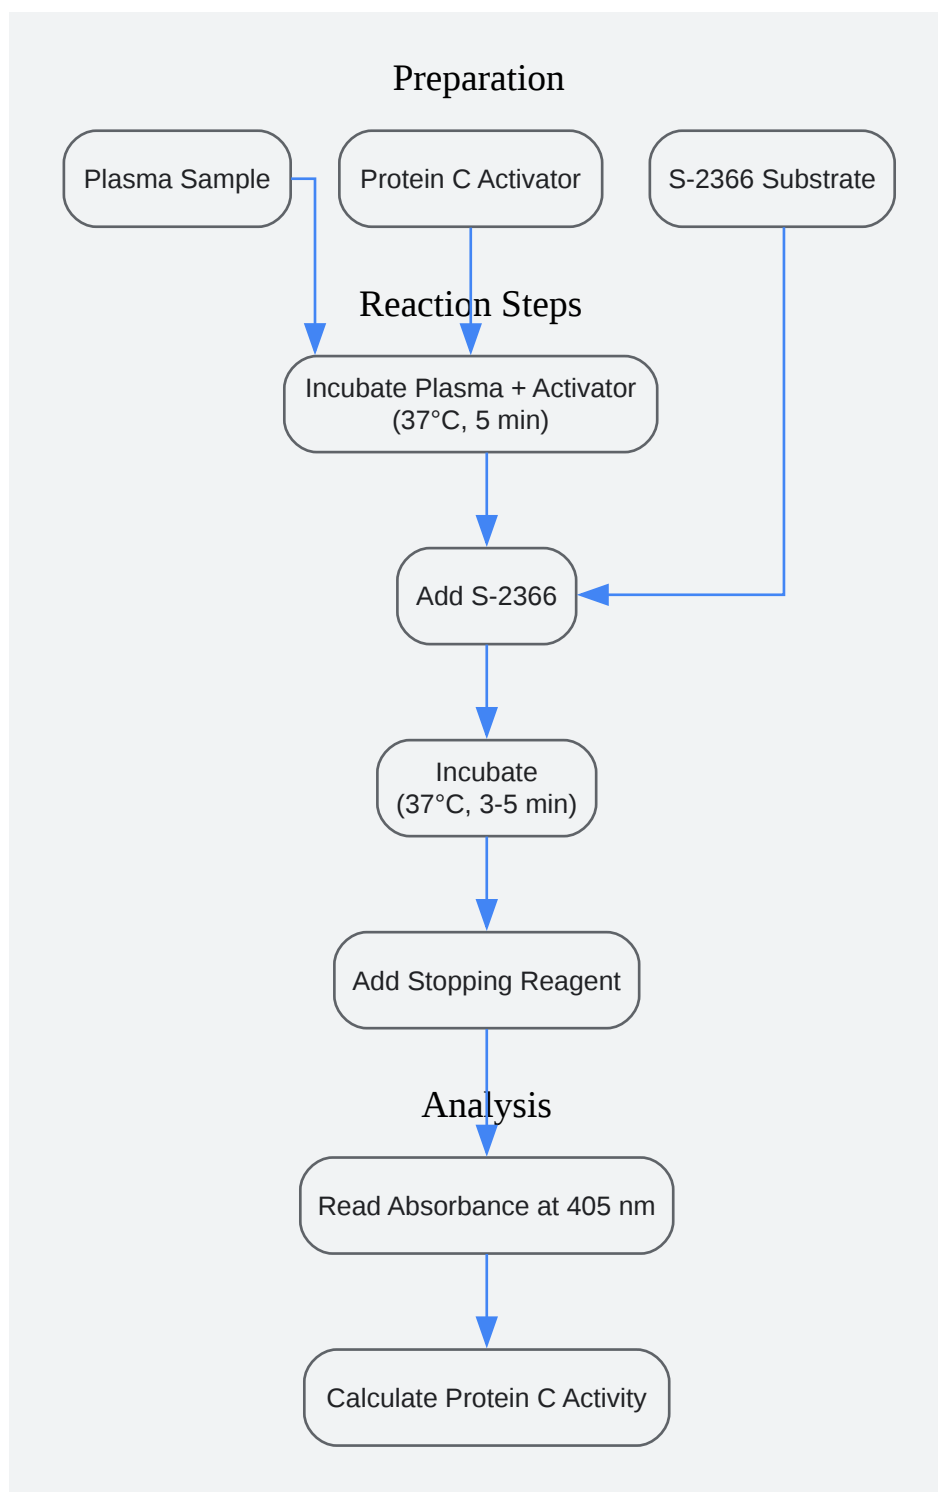 Preparation
Plasma Sample
Protein C Activator
S-2366 Substrate
Reaction Steps
Incubate Plasma + Activator
(37°C, 5 min)
Add S-2366
Incubate
(37°C, 3-5 min)
Add Stopping Reagent
Analysis
Read Absorbance at 405 nm
Calculate Protein C Activity